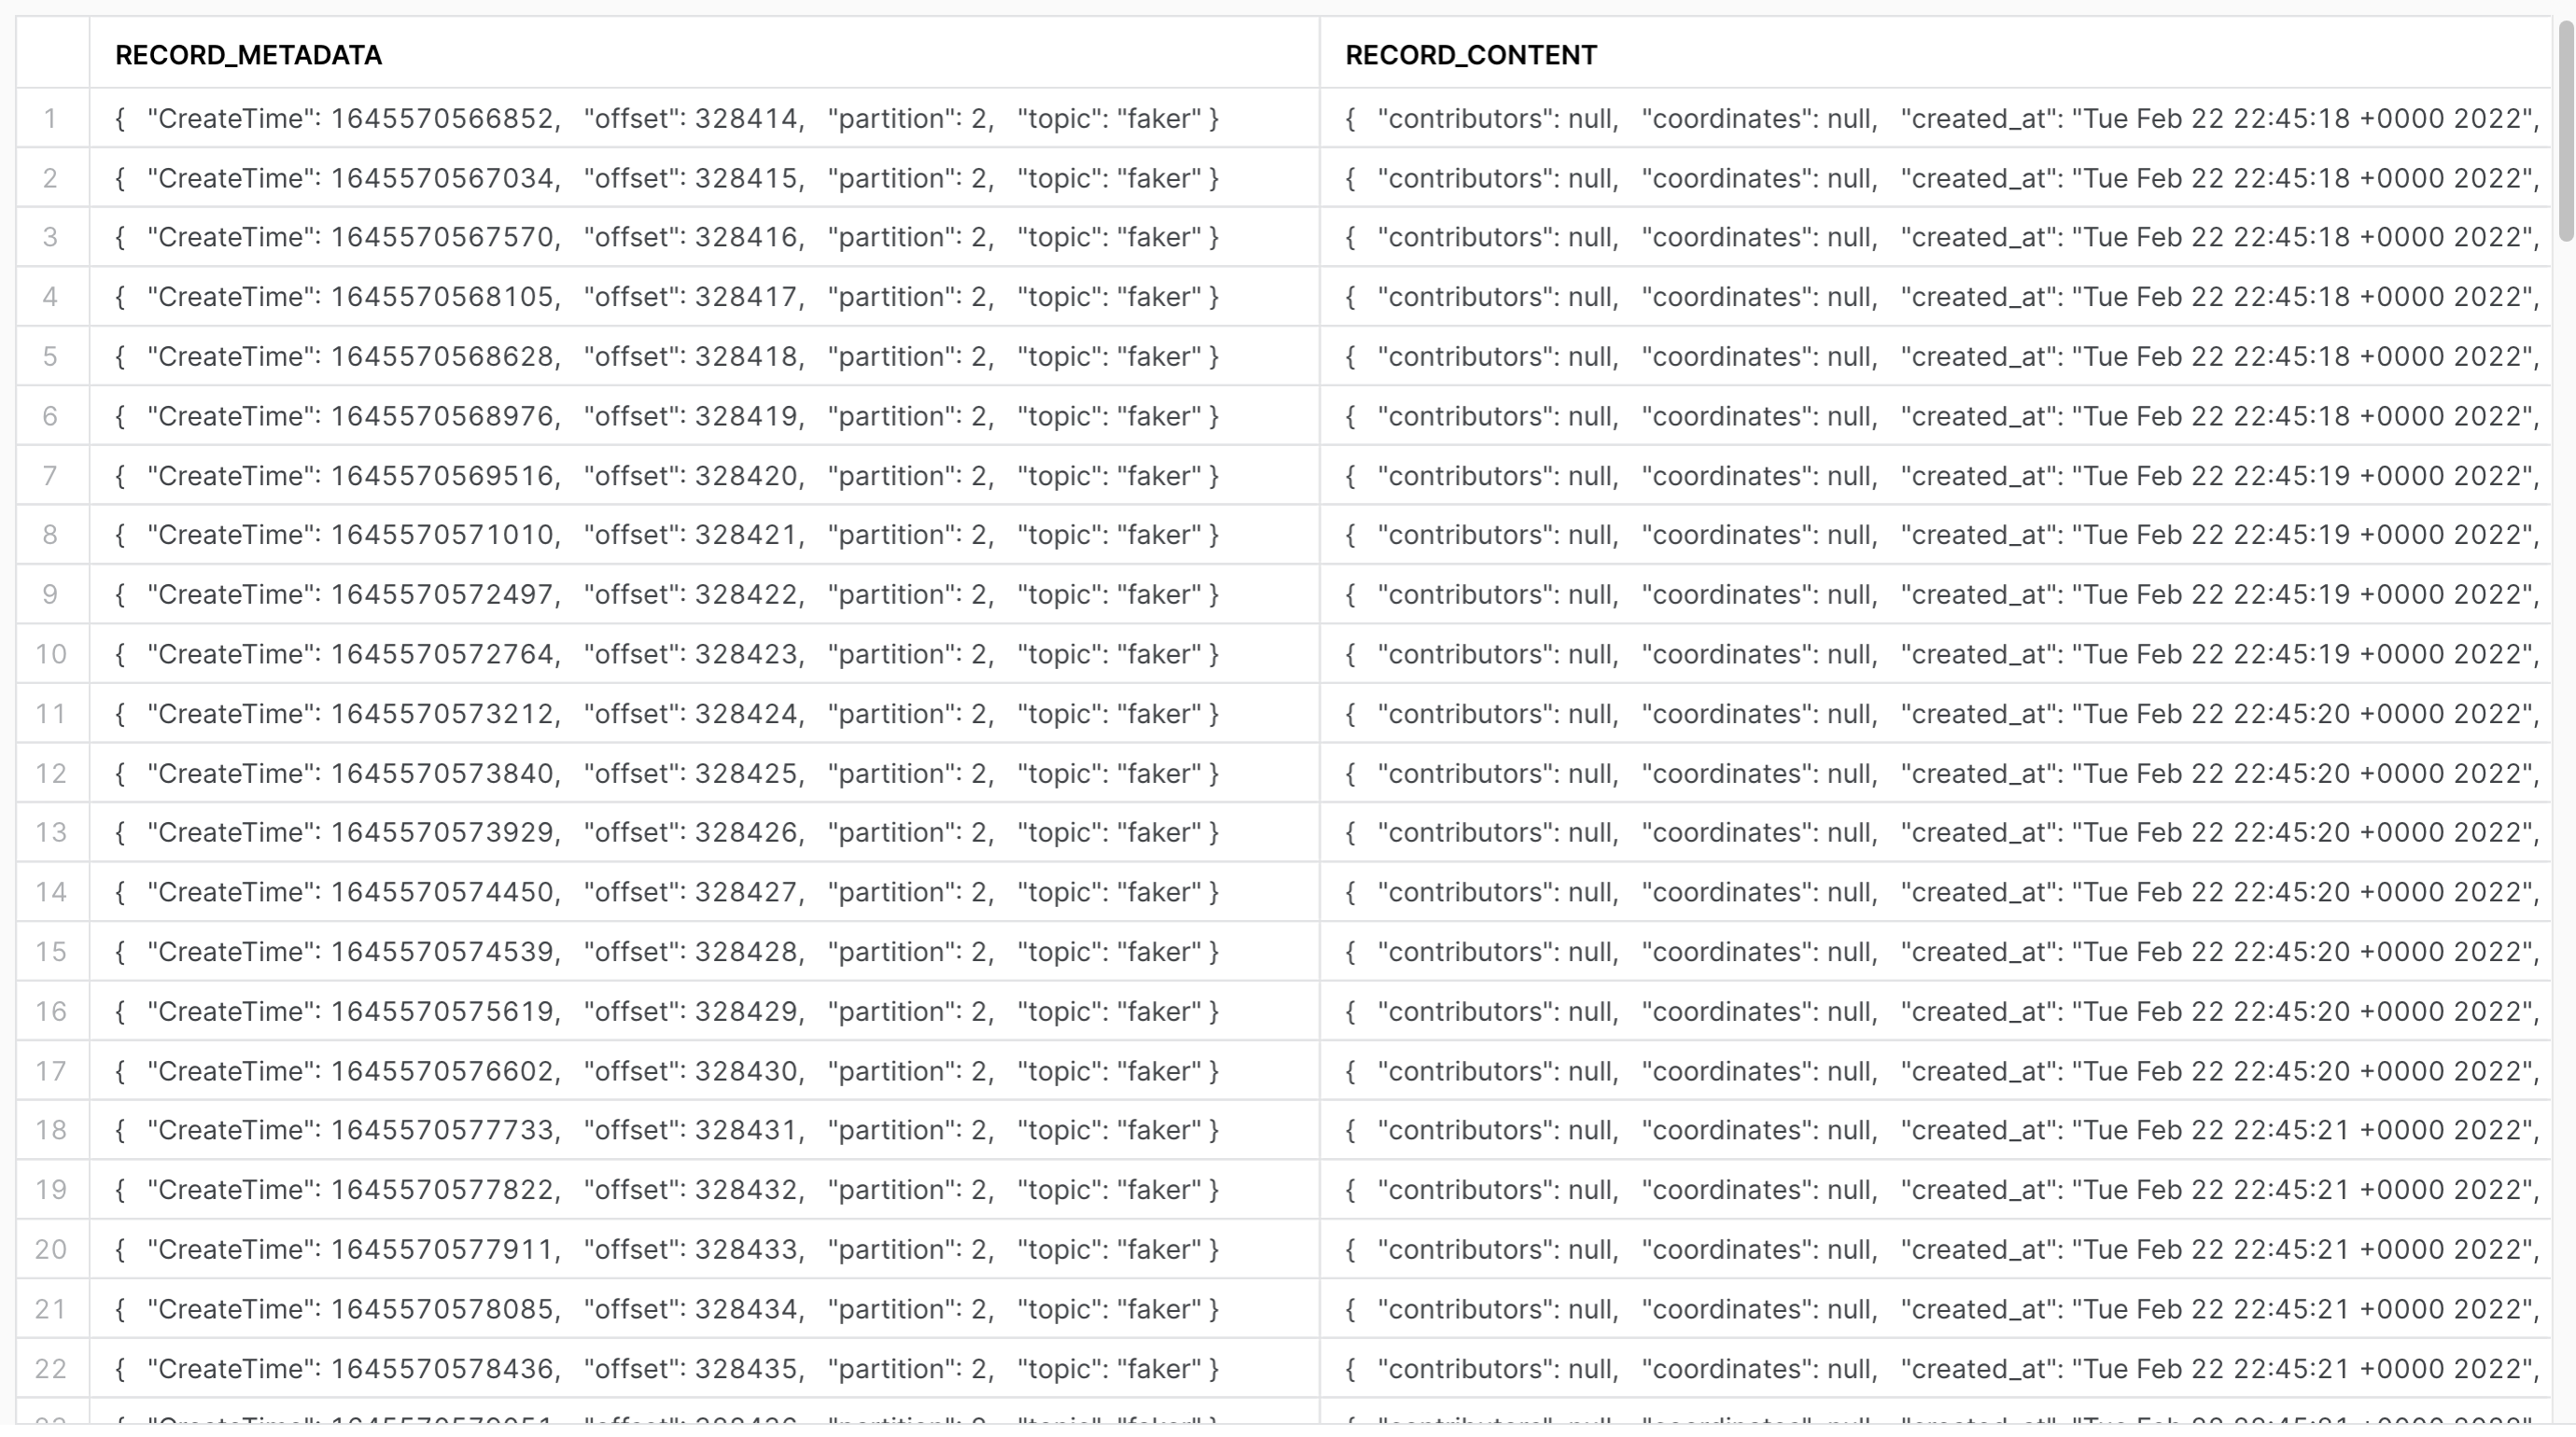 RECORD_METADATA RECORD_CONTENT
1 { "CreateTime": 1645570566852, "offset": 328414, "partition": 2, "topic": "faker" } { "contributors": null, "coordinates": null, "created_at": "Tue Feb 22 22:45:18 +0000 2022",
2 { "CreateTime": 1645570567034, "offset": 328415, "partition": 2, "topic": "faker" } { "contributors": null, "coordinates": null, "created_at": "Tue Feb 22 22:45:18 +0000 2022",
3 { "CreateTime": 1645570567570, "offset": 328416, "partition": 2, "topic": "faker" } { "contributors": null, "coordinates": null, "created_at": "Tue Feb 22 22:45:18 +0000 2022",
4 { "CreateTime": 1645570568105, "offset": 328417, "partition": 2, "topic": "faker" } { "contributors": null, "coordinates": null, "created_at": "Tue Feb 22 22:45:18 +0000 2022",
5 { "CreateTime": 1645570568628, "offset": 328418, "partition": 2, "topic": "faker" } { "contributors": null, "coordinates": null, "created_at": "Tue Feb 22 22:45:18 +0000 2022",
6 { "CreateTime": 1645570568976, "offset": 328419, "partition": 2, "topic": "faker" } { "contributors": null, "coordinates": null, "created_at": "Tue Feb 22 22:45:18 +0000 2022",
7 { "CreateTime": 1645570569516, "offset": 328420, "partition": 2, "topic": "faker" } { "contributors": null, "coordinates": null, "created_at": "Tue Feb 22 22:45:19 +0000 2022",
8 { "CreateTime": 1645570571010, "offset": 328421, "partition": 2, "topic": "faker" } { "contributors": null, "coordinates": null, "created_at": "Tue Feb 22 22:45:19 +0000 2022",
9 { "CreateTime": 1645570572497, "offset": 328422, "partition": 2, "topic": "faker" } { "contributors": null, "coordinates": null, "created_at": "Tue Feb 22 22:45:19 +0000 2022",
10 { "CreateTime": 1645570572764, "offset": 328423, "partition": 2, "topic": "faker" } { "contributors": null, "coordinates": null, "created_at": "Tue Feb 22 22:45:19 +0000 2022",
11 { "CreateTime": 1645570573212, "offset": 328424, "partition": 2, "topic": "faker" } { "contributors": null, "coordinates": null, "created_at": "Tue Feb 22 22:45:20 +0000 2022",
12 { "CreateTime": 1645570573840, "offset": 328425, "partition": 2, "topic": "faker" } { "contributors": null, "coordinates": null, "created_at": "Tue Feb 22 22:45:20 +0000 2022",
13 { "CreateTime": 1645570573929, "offset": 328426, "partition": 2, "topic": "faker" } { "contributors": null, "coordinates": null, "created_at": "Tue Feb 22 22:45:20 +0000 2022",
14 { "CreateTime": 1645570574450, "offset": 328427, "partition": 2, "topic": "faker" } { "contributors": null, "coordinates": null, "created_at": "Tue Feb 22 22:45:20 +0000 2022",
15 { "CreateTime": 1645570574539, "offset": 328428, "partition": 2, "topic": "faker" } { "contributors": null, "coordinates": null, "created_at": "Tue Feb 22 22:45:20 +0000 2022",
16 { "CreateTime": 1645570575619, "offset": 328429, "partition": 2, "topic": "faker" } { "contributors": null, "coordinates": null, "created_at": "Tue Feb 22 22:45:20 +0000 2022",
17 { "CreateTime": 1645570576602, "offset": 328430, "partition": 2, "topic": "faker" } { "contributors": null, "coordinates": null, "created_at": "Tue Feb 22 22:45:20 +0000 2022",
18 { "CreateTime": 1645570577733, "offset": 328431, "partition": 2, "topic": "faker" } { "contributors": null, "coordinates": null, "created_at": "Tue Feb 22 22:45:21 +0000 2022",
19 { "CreateTime": 1645570577822, "offset": 328432, "partition": 2, "topic": "faker" } { "contributors": null, "coordinates": null, "created_at": "Tue Feb 22 22:45:21 +0000 2022",
20 { "CreateTime": 1645570577911, "offset": 328433, "partition": 2, "topic": "faker" } { "contributors": null, "coordinates": null, "created_at": "Tue Feb 22 22:45:21 +0000 2022",
21 { "CreateTime": 1645570578085, "offset": 328434, "partition": 2, "topic": "faker" } { "contributors": null, "coordinates": null, "created_at": "Tue Feb 22 22:45:21 +0000 2022",
22 { "CreateTime": 1645570578436, "offset": 328435, "partition": 2, "topic": "faker" } { "contributors": null, "coordinates": null, "created_at": "Tue Feb 22 22:45:21 +0000 2022",